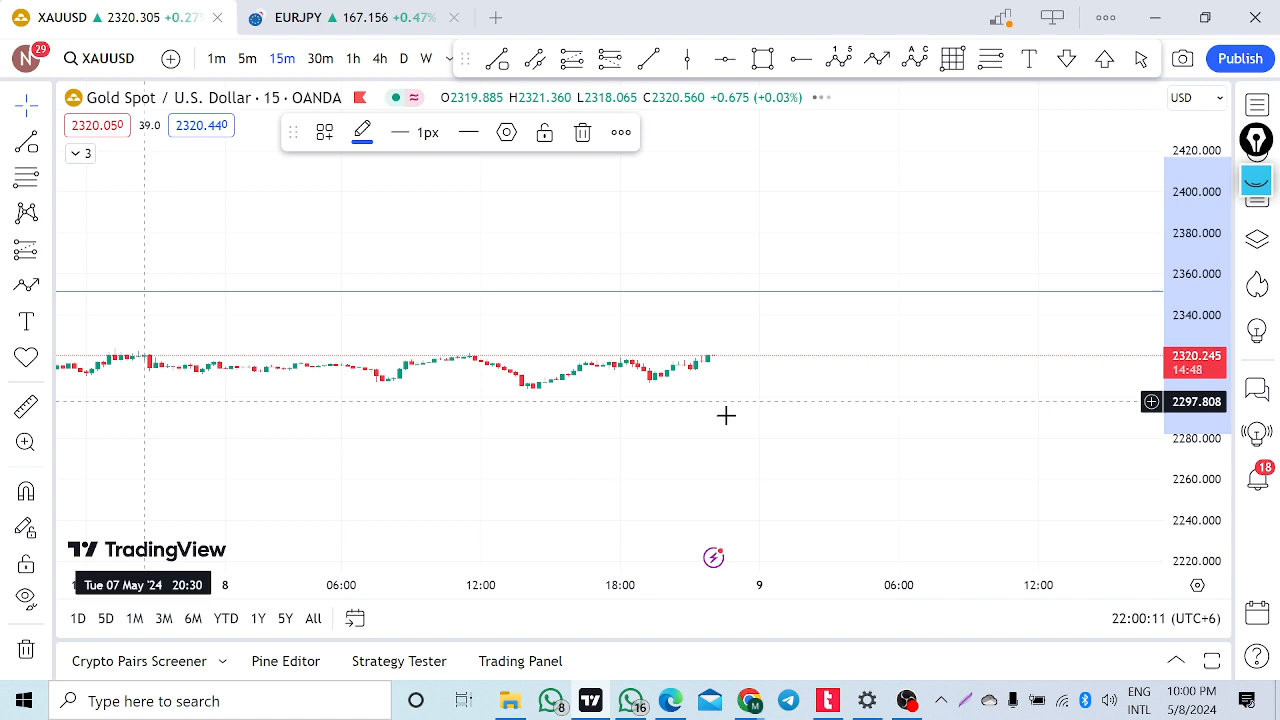 XAUUSD ▲ 2320.305 +0.27%
EURJPY ▲ 167.156 +0.47%
N 29
XAUUSD
1m 5m 15m 30m 1h 4h D W
Publish
Gold Spot / U.S. Dollar · 15 · OANDA
O2319.885 H2321.360 L2318.065 C2320.560 +0.675 (+0.03%)
USD
2320.050 39.0 2320.440
1px
3
2420.000
2400.000
2380.000
2360.000
2340.000
2320.245
14:48
2297.808
2280.000
2260.000
2240.000
2220.000
18
TradingView
Tue 07 May '24 20:30
8 06:00 12:00 18:00 9 06:00 12:00
1D 5D 1M 3M 6M YTD 1Y 5Y All
22:00:11 (UTC+6)
Crypto Pairs Screener Pine Editor Strategy Tester Trading Panel
Type here to search
3
16
M
t
ENG
INTL
10:00 PM
5/8/2024